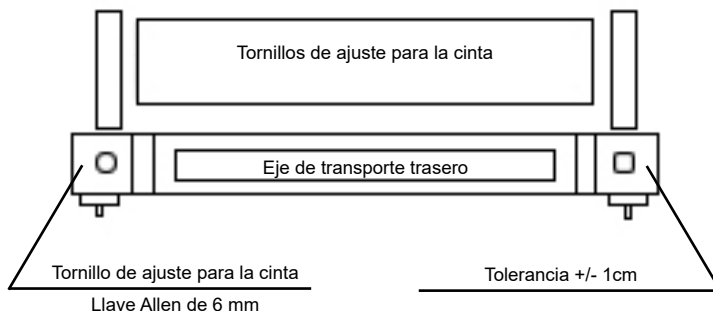 Tornillos de ajuste para la cinta
Eje de transporte trasero
Tornillo de ajuste para la cinta
Llave Allen de 6 mm
Tolerancia +/- 1cm